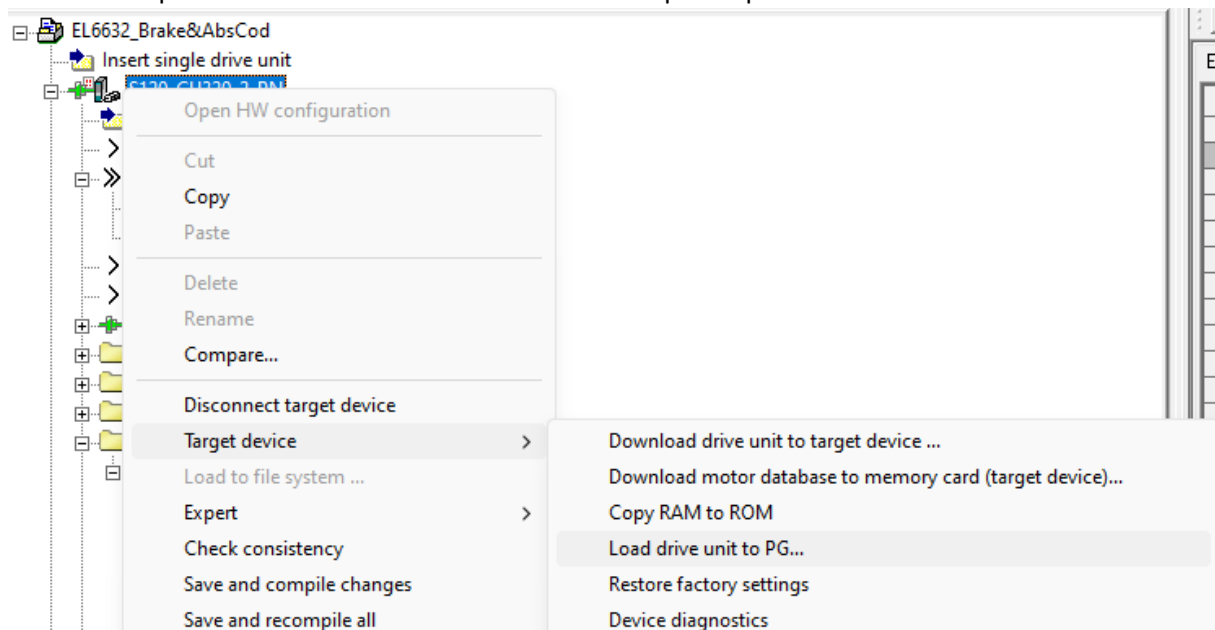 EL6632_Brake&AbsCod
Insert single drive unit
Open HW configuration
Cut
Copy
Paste
Delete
Rename
Compare...
Disconnect target device
Target device
Load to file system ...
Expert
Check consistency
Save and compile changes
Save and recompile all
Download drive unit to target device ...
Download motor database to memory card (target device)...
Copy RAM to ROM
Load drive unit to PG...
Restore factory settings
Device diagnostics
E